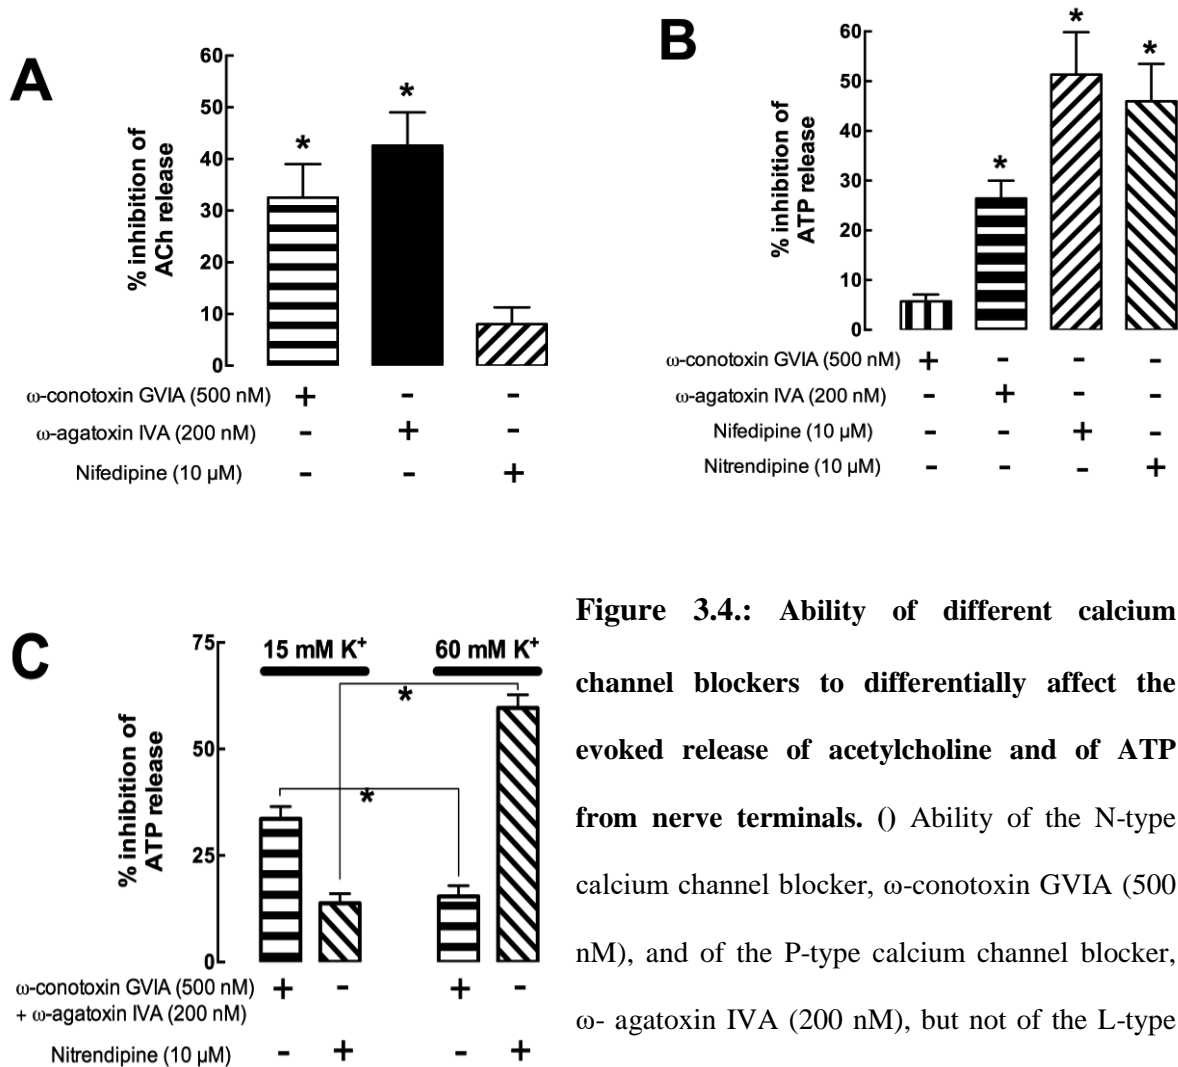 A
60
50
40
30
20
10
0
% inhibition of
ACh release
*
*
ω-conotoxin GVIA (500 nM) + - -
ω-agatoxin IVA (200 nM) - + -
Nifedipine (10 µM) - - +
B
60
50
40
30
20
10
0
% inhibition of
ATP release
*
*
*
ω-conotoxin GVIA (500 nM) + - - -
ω-agatoxin IVA (200 nM) - + - -
Nifedipine (10 µM) - - + -
Nitrendipine (10 µM) - - - +
C
75
50
25
0
% inhibition of
ATP release
15 mM K+
60 mM K+
*
*
ω-conotoxin GVIA (500 nM) + - + -
+ ω-agatoxin IVA (200 nM)
Nitrendipine (10 µM) - + - +
Figure 3.4.: Ability of different calcium
channel blockers to differentially affect the
evoked release of acetylcholine and of ATP
from nerve terminals. () Ability of the N-type
calcium channel blocker, ω-conotoxin GVIA (500
nM), and of the P-type calcium channel blocker,
ω- agatoxin IVA (200 nM), but not of the L-type